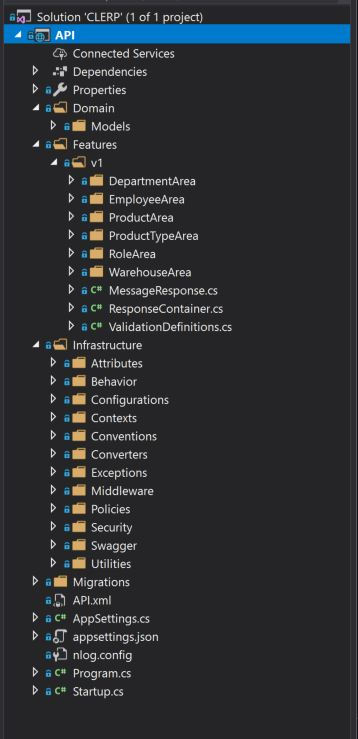 Solution 'CLERP' (1 of 1 project)
API
Connected Services
Dependencies
Properties
Domain
Models
Features
v1
DepartmentArea
EmployeeArea
ProductArea
ProductTypeArea
RoleArea
WarehouseArea
C# MessageResponse.cs
C# ResponseContainer.cs
C# ValidationDefinitions.cs
Infrastructure
Attributes
Behavior
Configurations
Contexts
Conventions
Converters
Exceptions
Middleware
Policies
Security
Swagger
Utilities
Migrations
API.xml
C# AppSettings.cs
appsettings.json
nlog.config
C# Program.cs
C# Startup.cs